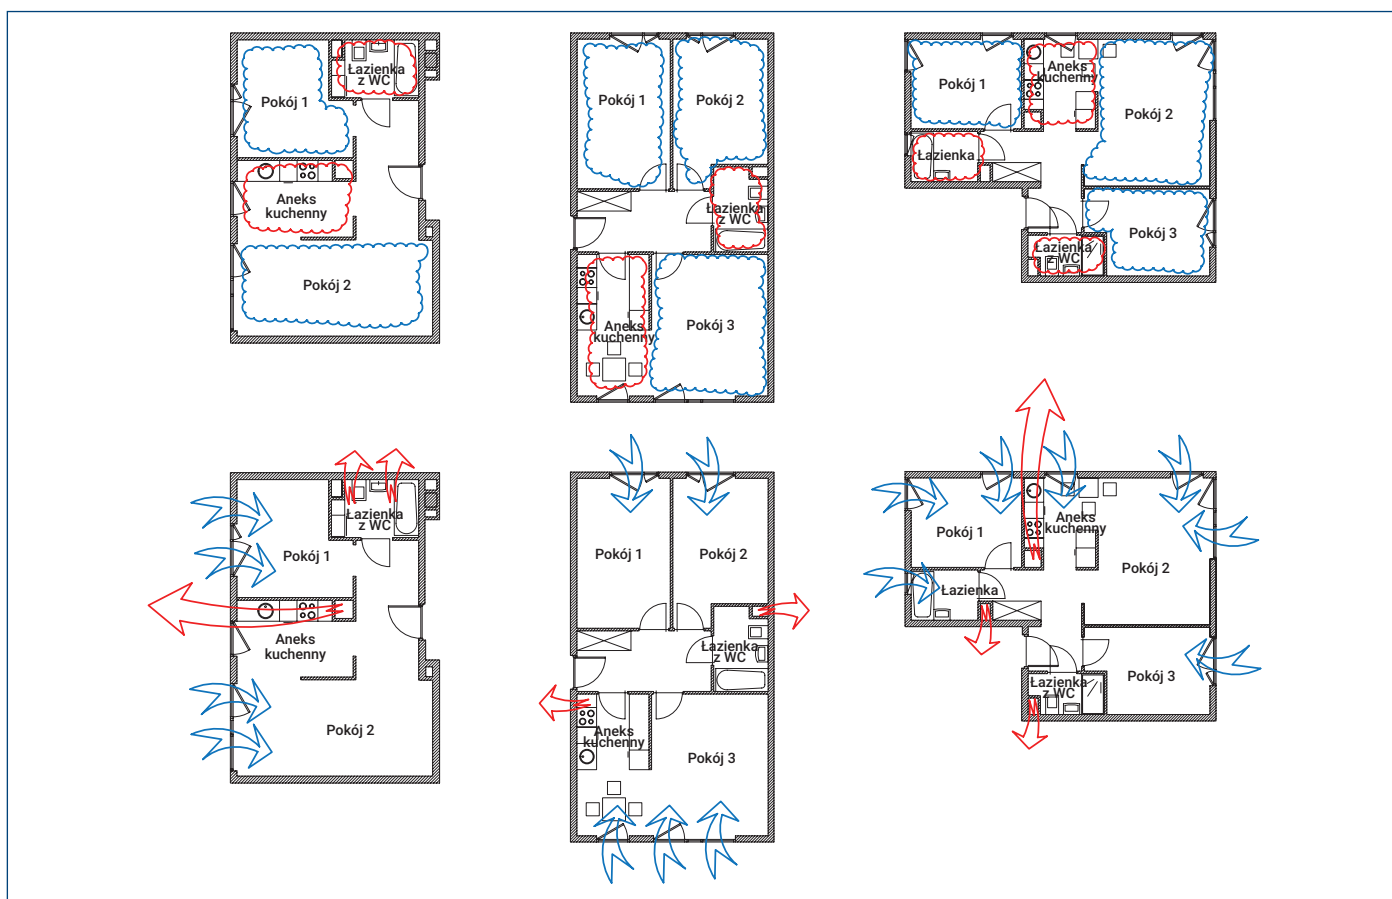 Pokój 1
Łazienka
z WC
Aneks
kuchenny
Pokój 2
Pokój 1
Pokój 2
Łazienka
z WC
Aneks
kuchenny
Pokój 3
Pokój 1
Aneks
kuchenny
Pokój 2
Łazienka
Pokój 3
Łazienka
z WC
Łazienka
z WC
Pokój 1
Aneks
kuchenny
Pokój 2
Pokój 1
Pokój 2
Łazienka
z WC
Aneks
kuchenny
Pokój 3
Pokój 1
Aneks
kuchenny
Pokój 2
Łazienka
Łazienka
z WC
Pokój 3